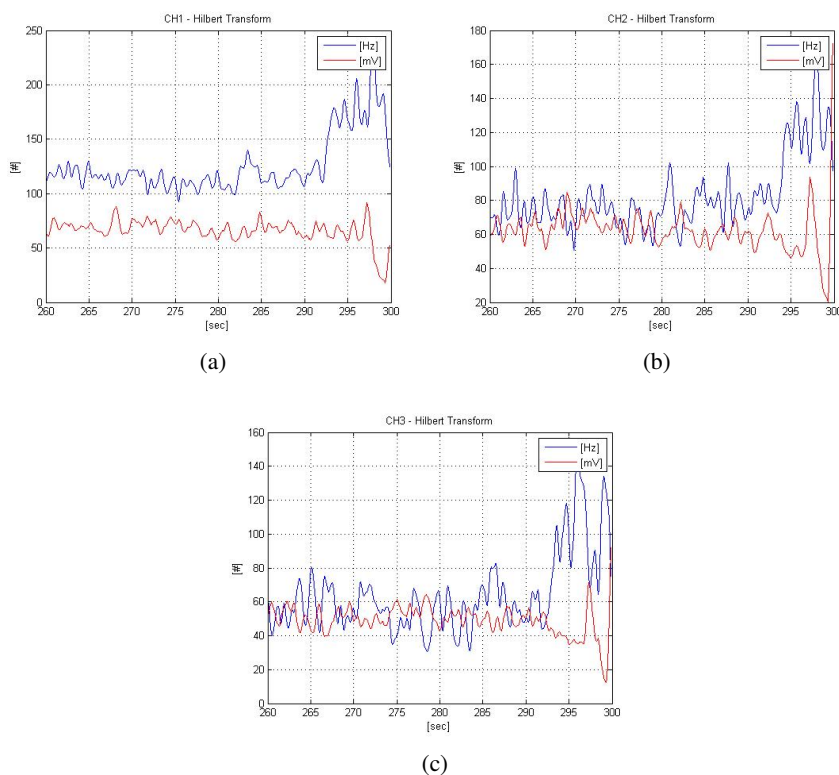 CH1 - Hilbert Transform
250
200
150
100
50
0
[#]
260 265 270 275 280 285 290 295 300
[sec]
[Hz]
[mV]
(a)
CH2 - Hilbert Transform
180
160
140
120
100
80
60
40
20
[#]
260 265 270 275 280 285 290 295 300
[sec]
[Hz]
[mV]
(b)
CH3 - Hilbert Transform
160
140
120
100
80
60
40
20
0
[#]
260 265 270 275 280 285 290 295 300
[sec]
[Hz]
[mV]
(c)